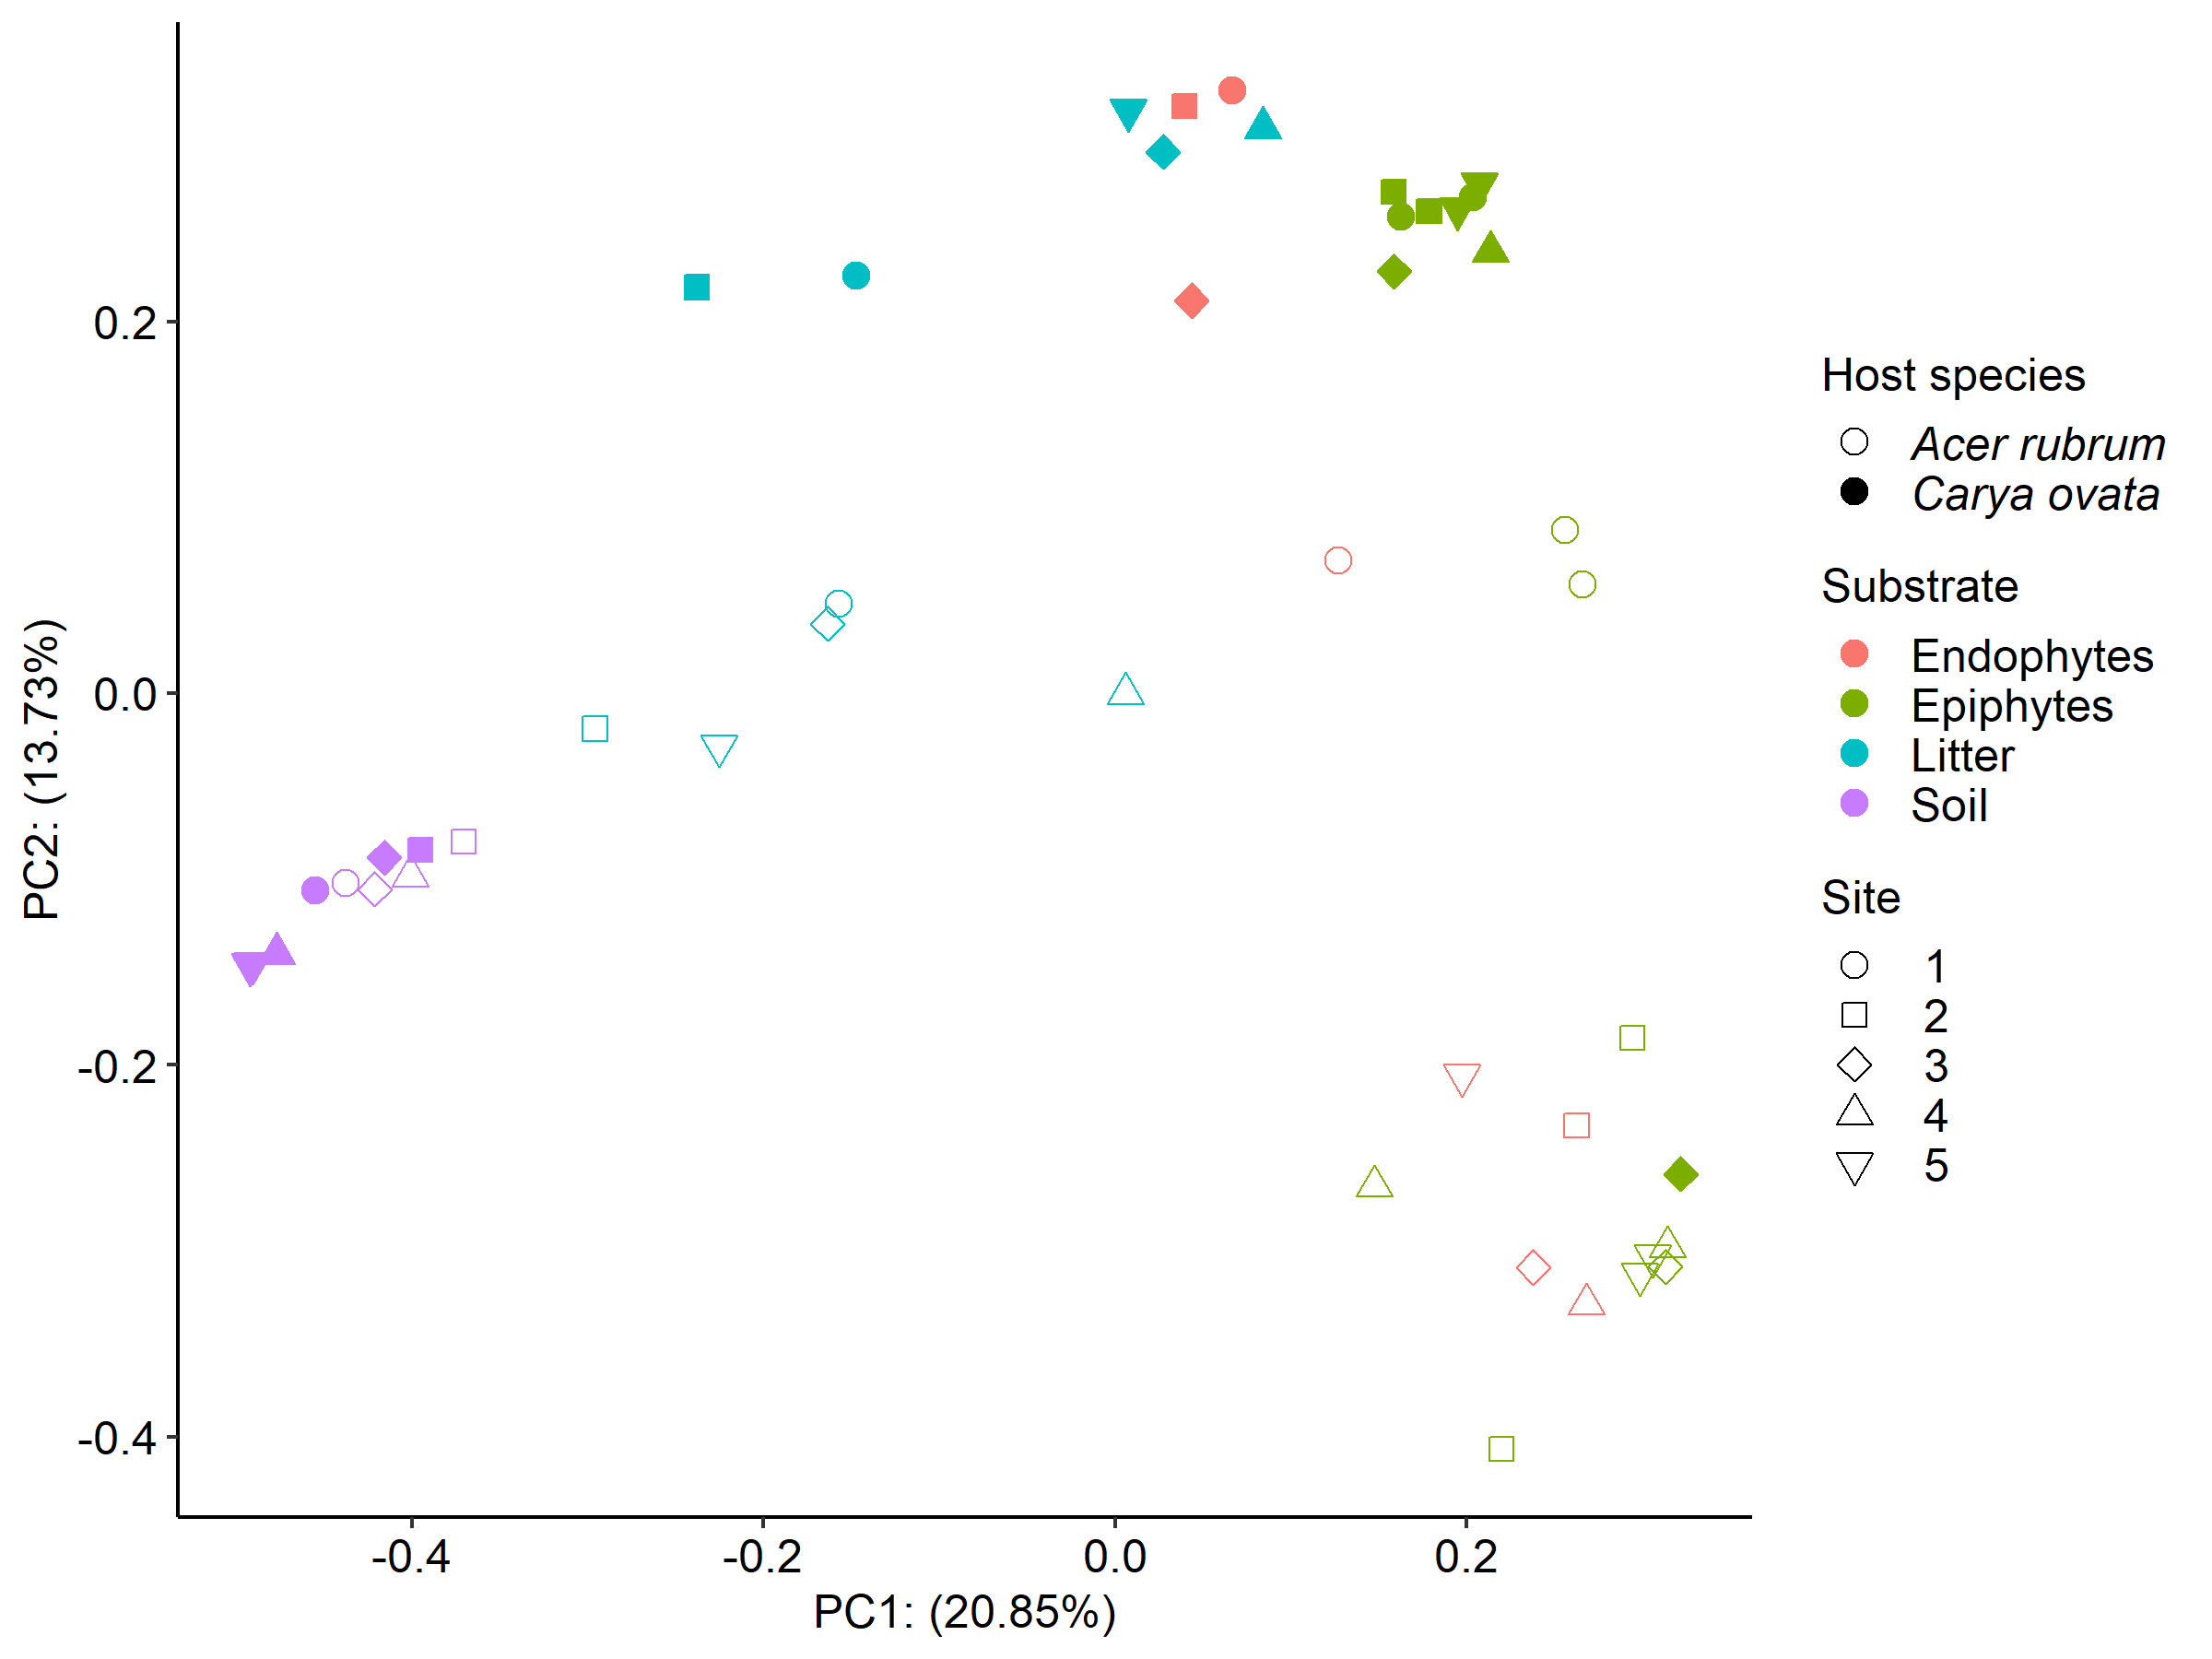 0.2
0.0
-0.2
-0.4
PC2: (13.73%)
-0.4
-0.2
0.0
0.2
PC1: (20.85%)
Host species
Acer rubrum
Carya ovata
Substrate
Endophytes
Epiphytes
Litter
Soil
Site
1
2
3
4
5